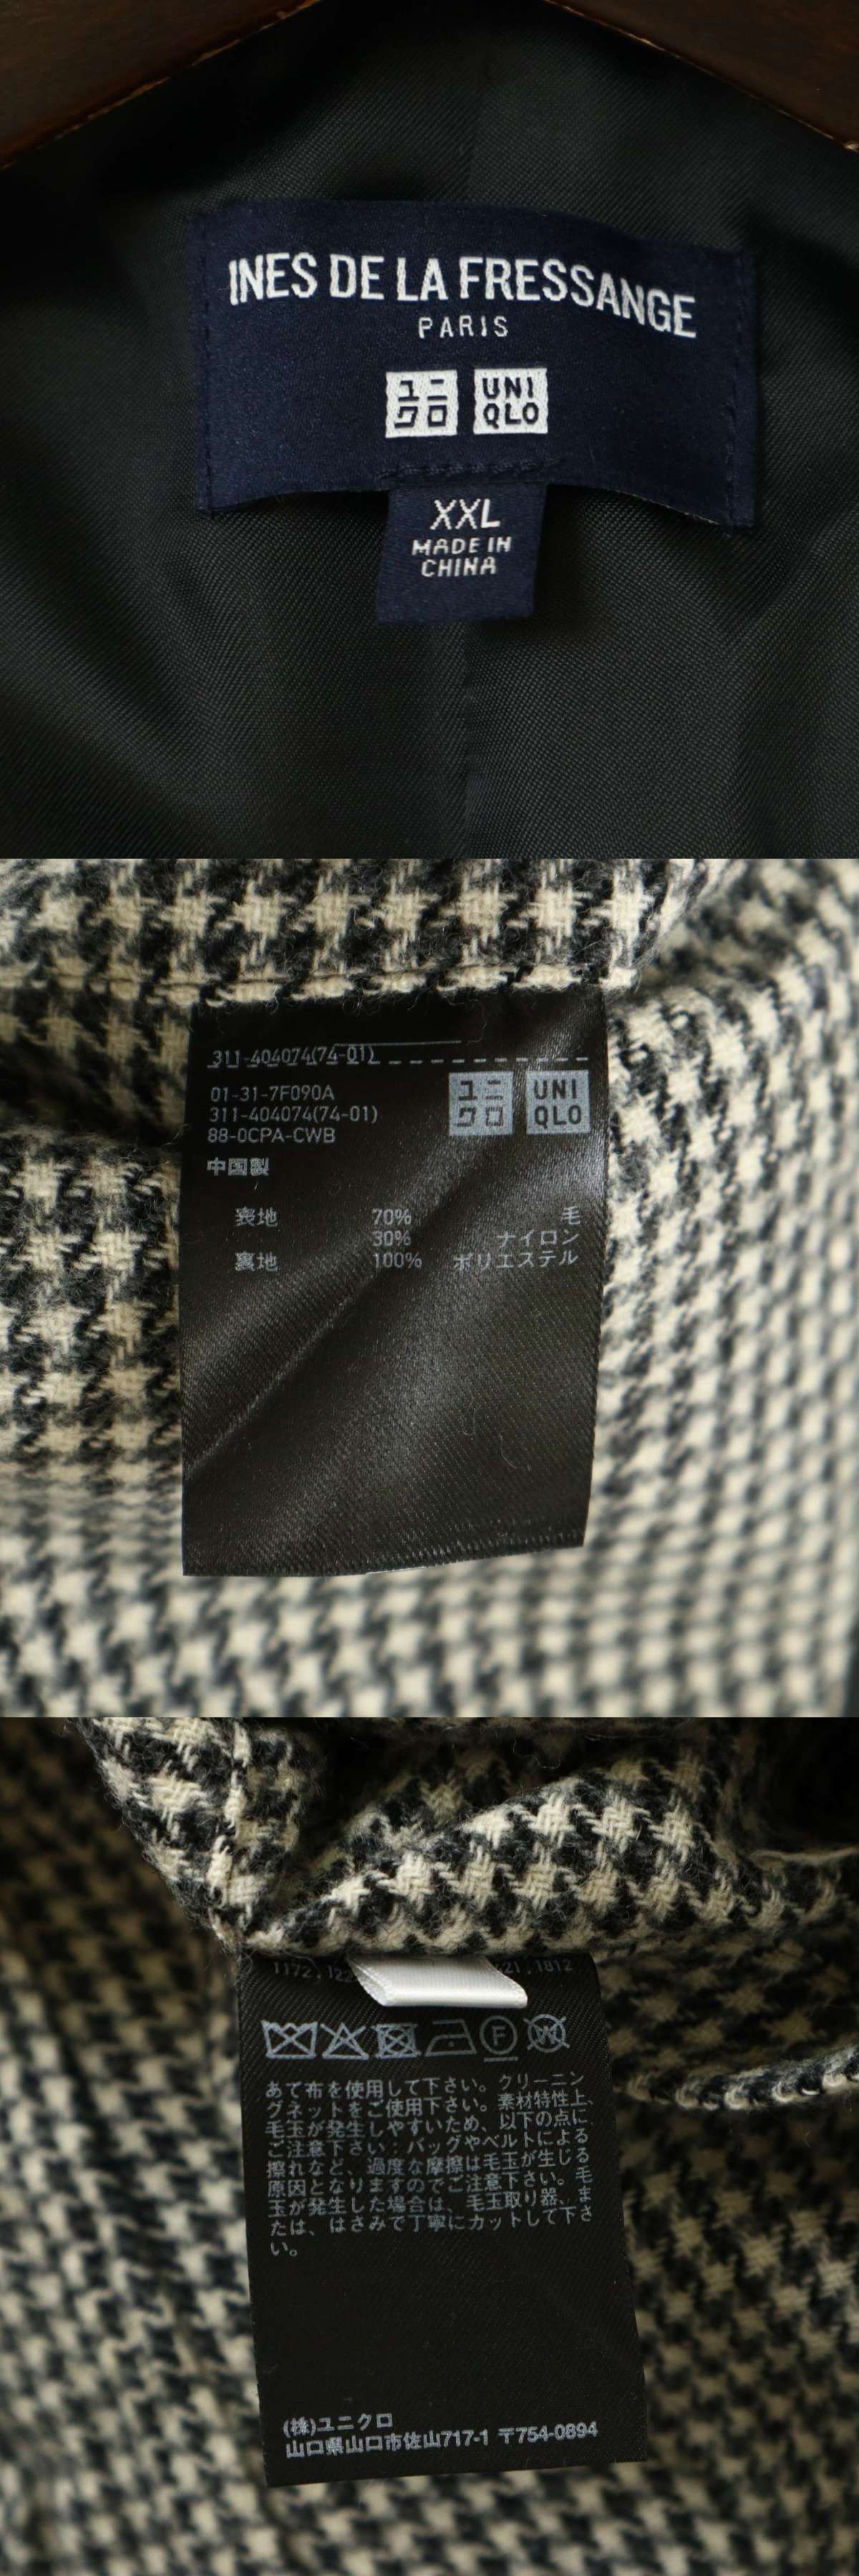 INES DE LA FRESSANGE
PARIS
ユニ UNI
クロ QLO
XXL
MADE IN
CHINA
311-404074(74-01)
01-31-7F090A
311-404074(74-01)
88-0CPA-CWB
ユニ UNI
クロ QLO
中国製
表地 70% 毛
30% ナイロン
裏地 100% ポリエステル
1172,122 21,1812
F W
あて布を使用して下さい。クリーニン
グネットをご使用下さい。素材特性上、
毛玉が発生しやすいため、以下の点に
ご注意下さい:バッグやベルトによる
擦れなど、過度な摩擦は毛玉が生じる
原因となりますのでご注意下さい。毛
玉が発生した場合は、毛玉取り器、ま
たは、はさみで丁寧にカットして下さ
い。
(株)ユニクロ
山口県山口市佐山717-1 〒754-0894